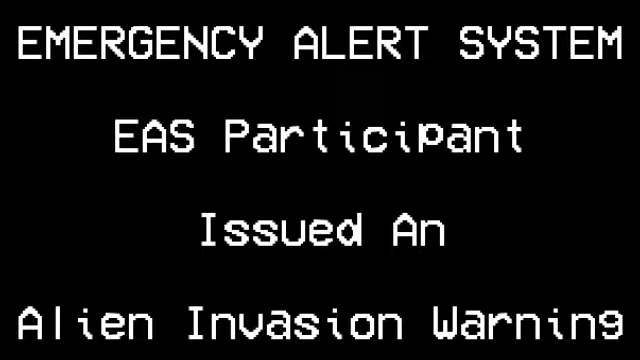 EMERGENCY ALERT SYSTEM
EAS Participant
Issued An
Alien Invasion Warning